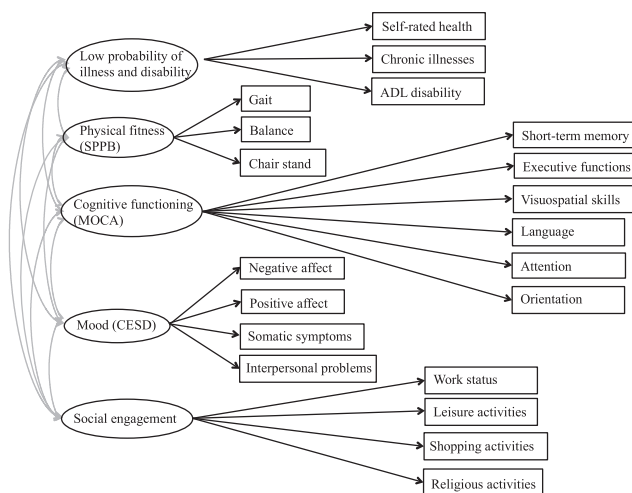 Low probability of
illness and disability
Self-rated health
Chronic illnesses
ADL disability
Physical fitness
(SPPB)
Gait
Balance
Chair stand
Cognitive functioning
(MOCA)
Short-term memory
Executive functions
Visuospatial skills
Language
Attention
Orientation
Mood (CESD)
Negative affect
Positive affect
Somatic symptoms
Interpersonal problems
Social engagement
Work status
Leisure activities
Shopping activities
Religious activities